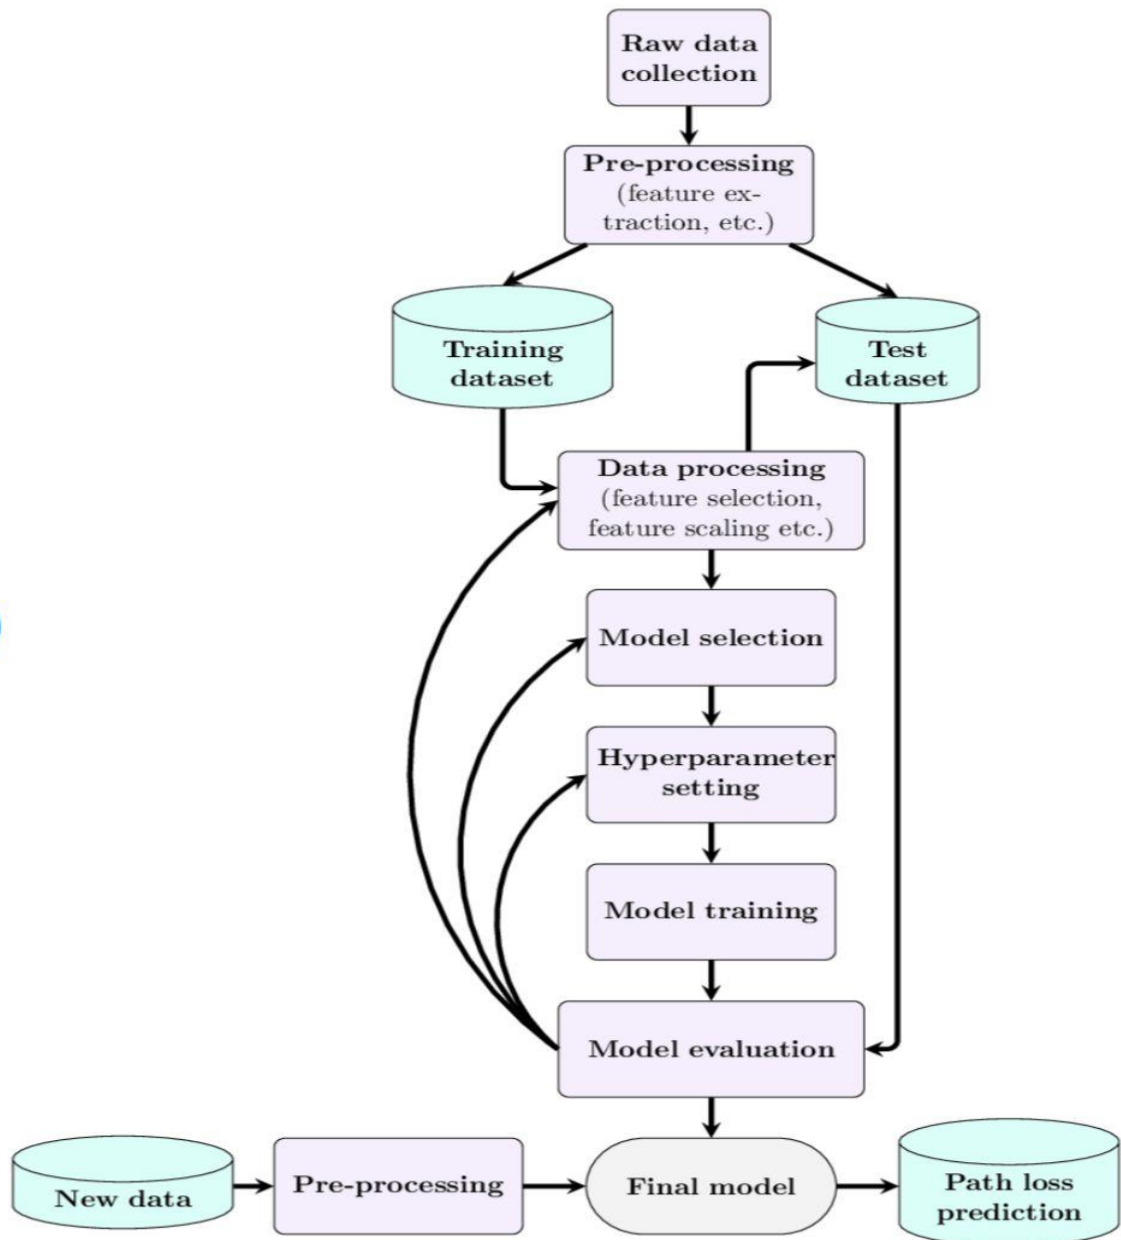 Raw data
collection
Pre-processing
(feature ex-
traction, etc.)
Training
dataset
Test
dataset
Data processing
(feature selection,
feature scaling etc.)
Model selection
Hyperparameter
setting
Model training
Model evaluation
New data
Pre-processing
Final model
Path loss
prediction